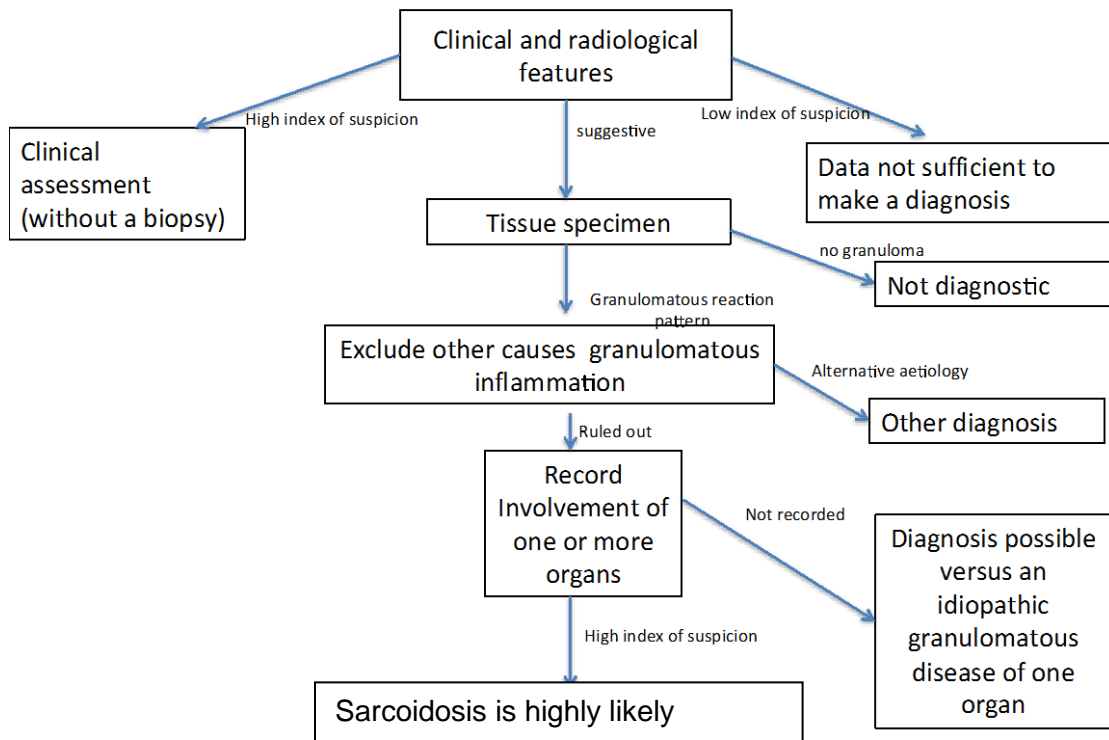 Clinical and radiological
features
High index of suspicion
suggestive
Low index of suspicion
Clinical
assessment
(without a biopsy)
Data not sufficient to
make a diagnosis
Tissue specimen
no granuloma
Not diagnostic
Granulomatous reaction
pattern
Exclude other causes granulomatous
inflammation
Alternative aetiology
Other diagnosis
Ruled out
Record
Involvement of
one or more
organs
Not recorded
Diagnosis possible
versus an
idiopathic
granulomatous
disease of one
organ
High index of suspicion
Sarcoidosis is highly likely